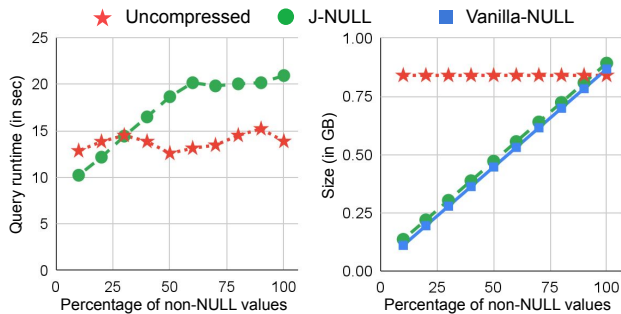 Uncompressed J-NULL Vanilla-NULL
25
20
15
10
5
0
0 25 50 75 100
Query runtime (in sec)
Percentage of non-NULL values
1.00
0.75
0.50
0.25
0.00
0 25 50 75 100
Size (in GB)
Percentage of non-NULL values